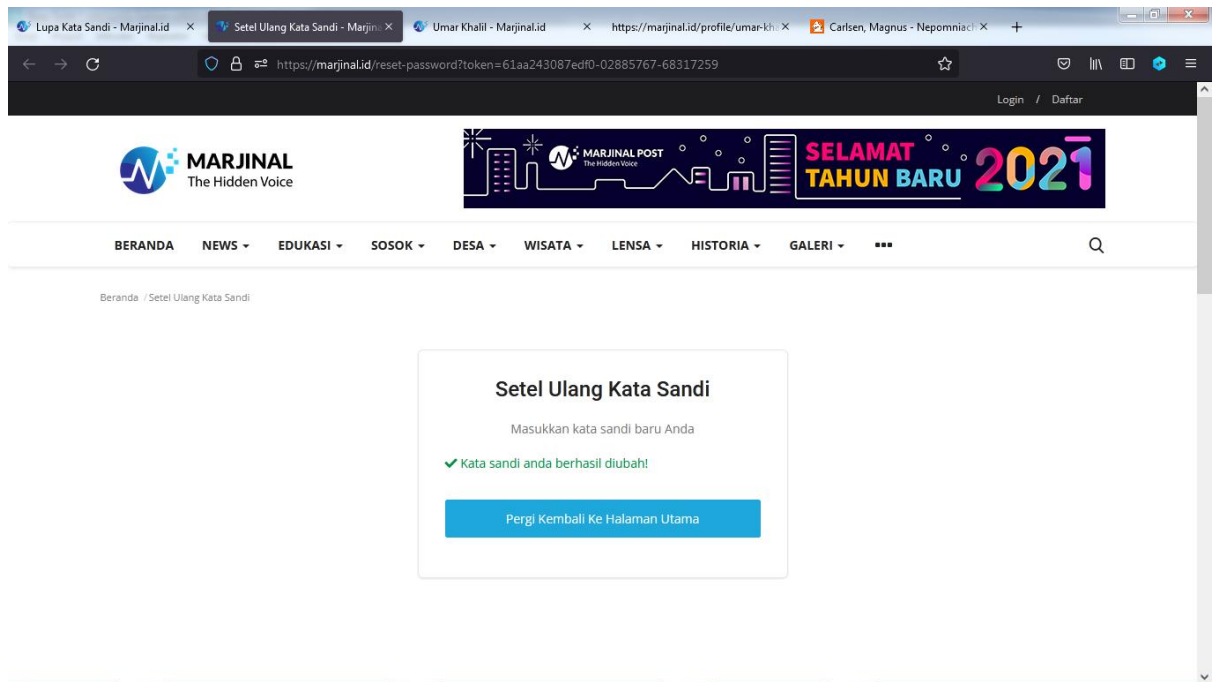 Lupa Kata Sandi - Marjinal.id
Setel Ulang Kata Sandi - Marjina
Umar Khalil - Marjinal.id
https://marjinal.id/profile/umar-kha
Carlsen, Magnus - Nepomniach
https://marjinal.id/reset-password?token=61aa243087edf0-02885767-68317259
Login / Daftar
MARJINAL
The Hidden Voice
MARJINAL POST
The Hidden Voice
SELAMAT
TAHUN BARU
2021
BERANDA NEWS EDUKASI SOSOK DESA WISATA LENSA HISTORIA GALERI
Beranda / Setel Ulang Kata Sandi
Setel Ulang Kata Sandi
Masukkan kata sandi baru Anda
Kata sandi anda berhasil diubah!
Pergi Kembali Ke Halaman Utama